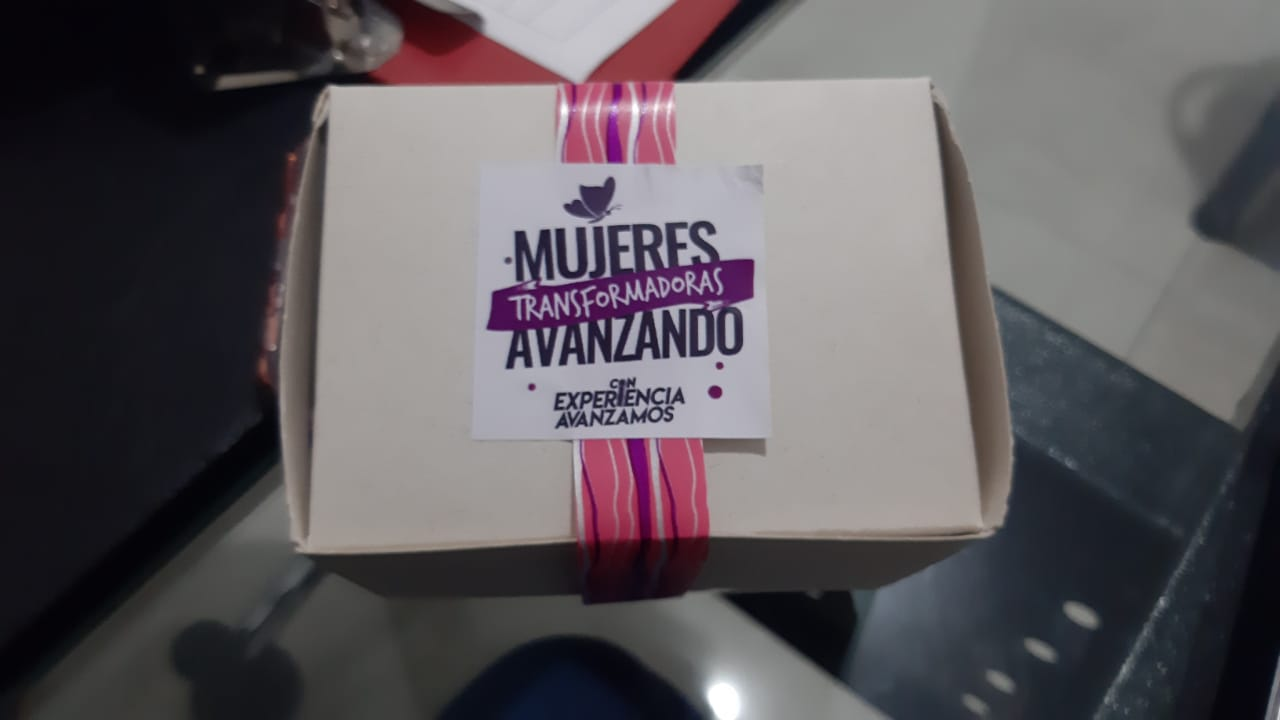 MUJERES
TRANSFORMADORAS
AVANZANDO
CON
EXPERIENCIA
AVANZAMOS